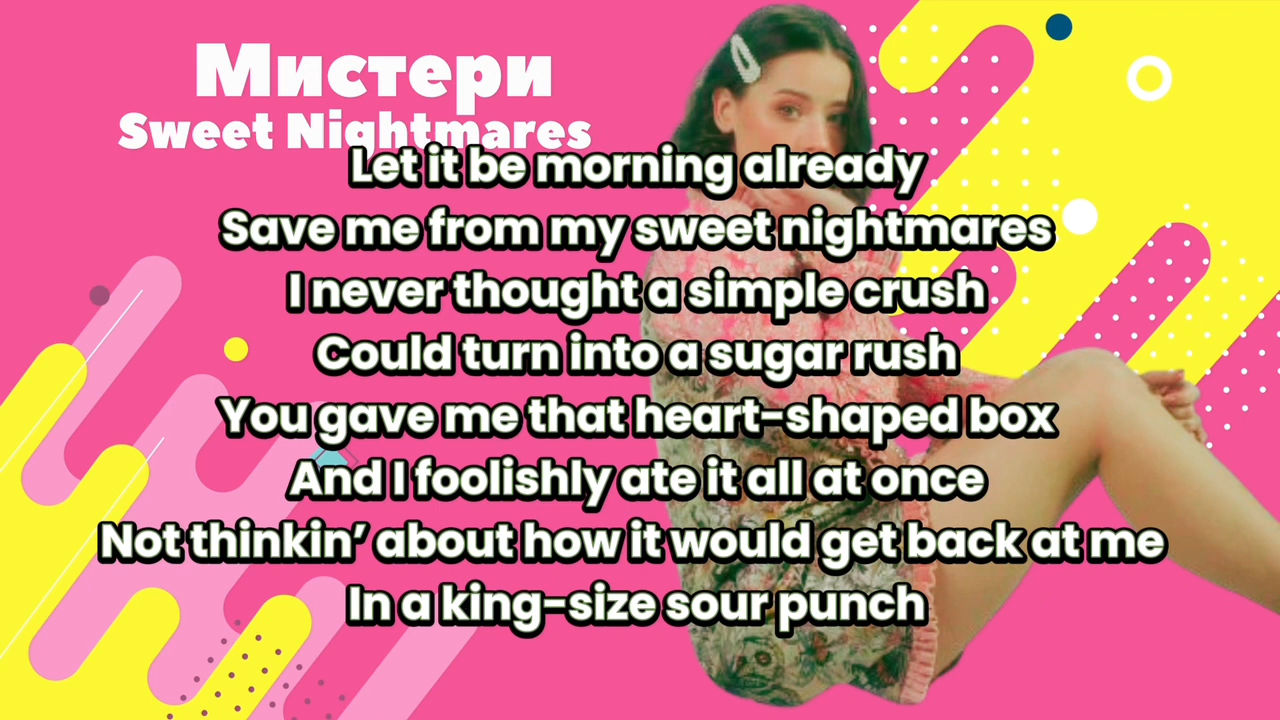 Мистери
Sweet Nightmares
Let it be morning already
Save me from my sweet nightmares
I never thought a simple crush
Could turn into a sugar rush
You gave me that heart-shaped box
And I foolishly ate it all at once
Not thinkin’ about how it would get back at me
In a king-size sour punch